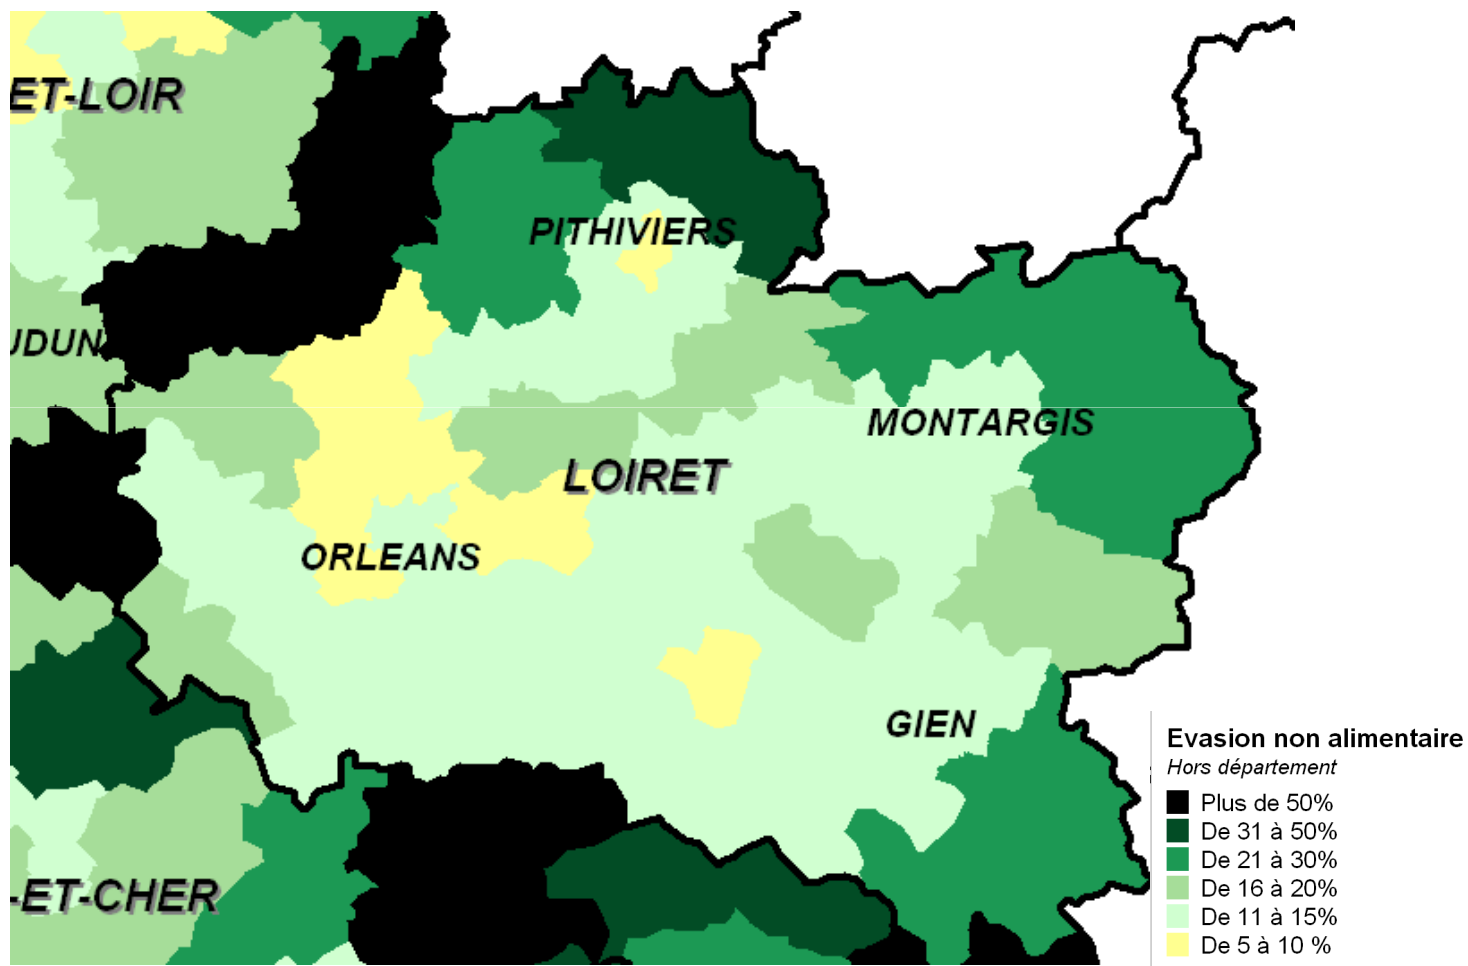 ET-LOIR
PITHIVIERS
UDUN
MONTARGIS
LOIRET
ORLEANS
GIEN
-ET-CHER
Evasion non alimentaire
Hors département
Plus de 50%
De 31 à 50%
De 21 à 30%
De 16 à 20%
De 11 à 15%
De 5 à 10 %